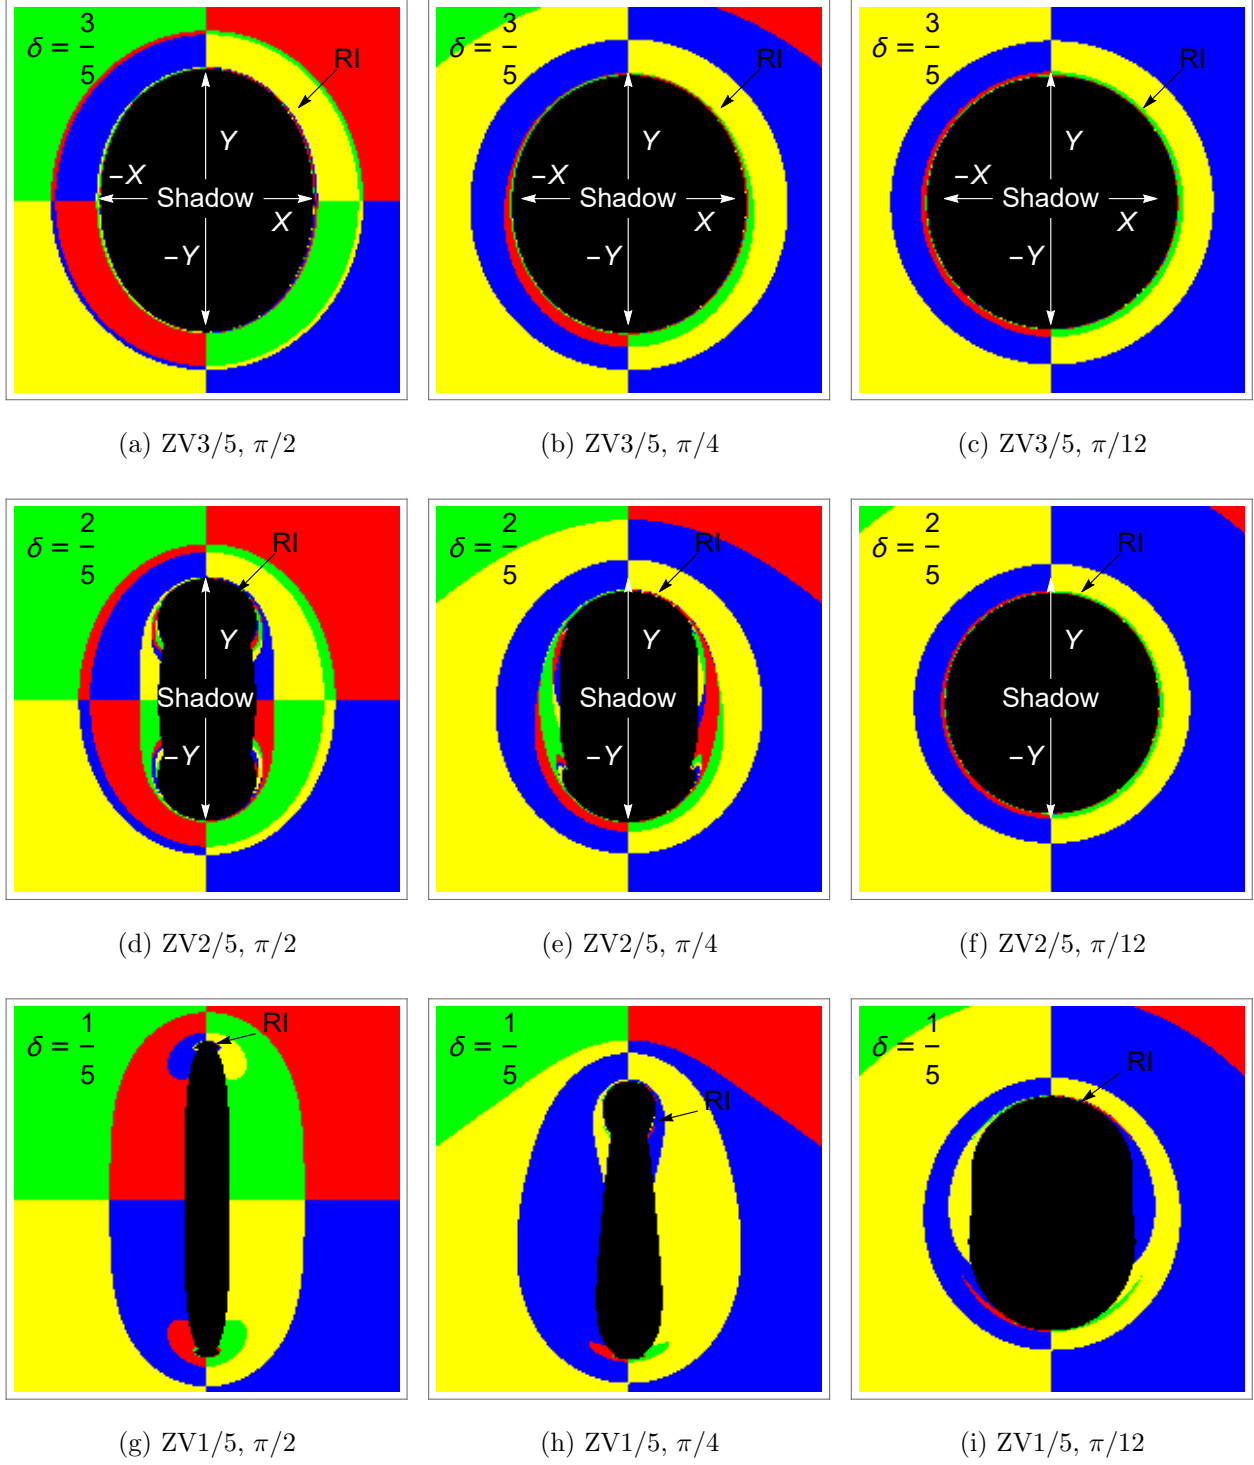 δ = 3/5 RI Y −X Shadow X −Y
δ = 3/5 RI Y −X Shadow X −Y
δ = 3/5 RI Y −X Shadow X −Y
(a) ZV3/5, π/2
(b) ZV3/5, π/4
(c) ZV3/5, π/12
δ = 2/5 RI Y Shadow −Y
δ = 2/5 RI Y Shadow −Y
δ = 2/5 RI Y Shadow −Y
(d) ZV2/5, π/2
(e) ZV2/5, π/4
(f) ZV2/5, π/12
δ = 1/5 RI
δ = 1/5 RI
δ = 1/5 RI
(g) ZV1/5, π/2
(h) ZV1/5, π/4
(i) ZV1/5, π/12